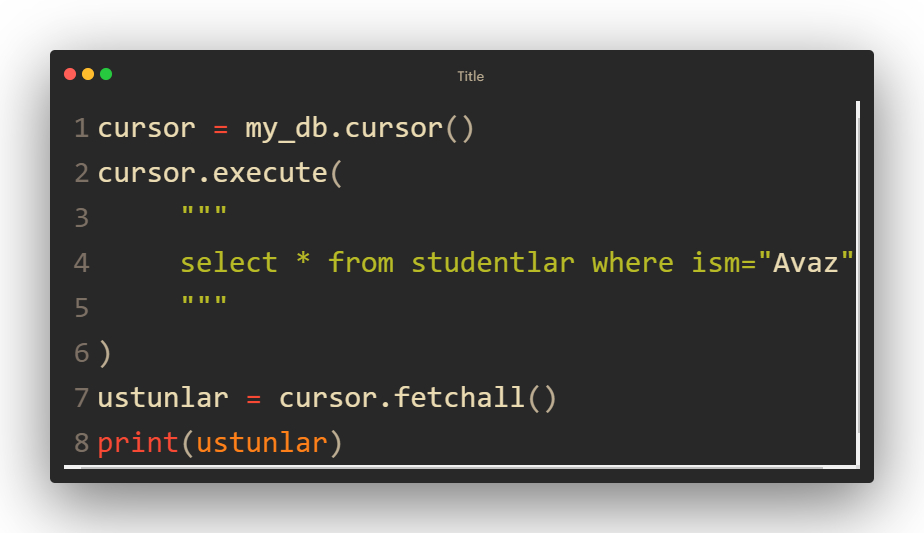 Title
1 cursor = my_db.cursor()
2 cursor.execute(
3      """
4      select * from studentlar where ism="Avaz"
5      """
6 )
7 ustunlar = cursor.fetchall()
8 print(ustunlar)